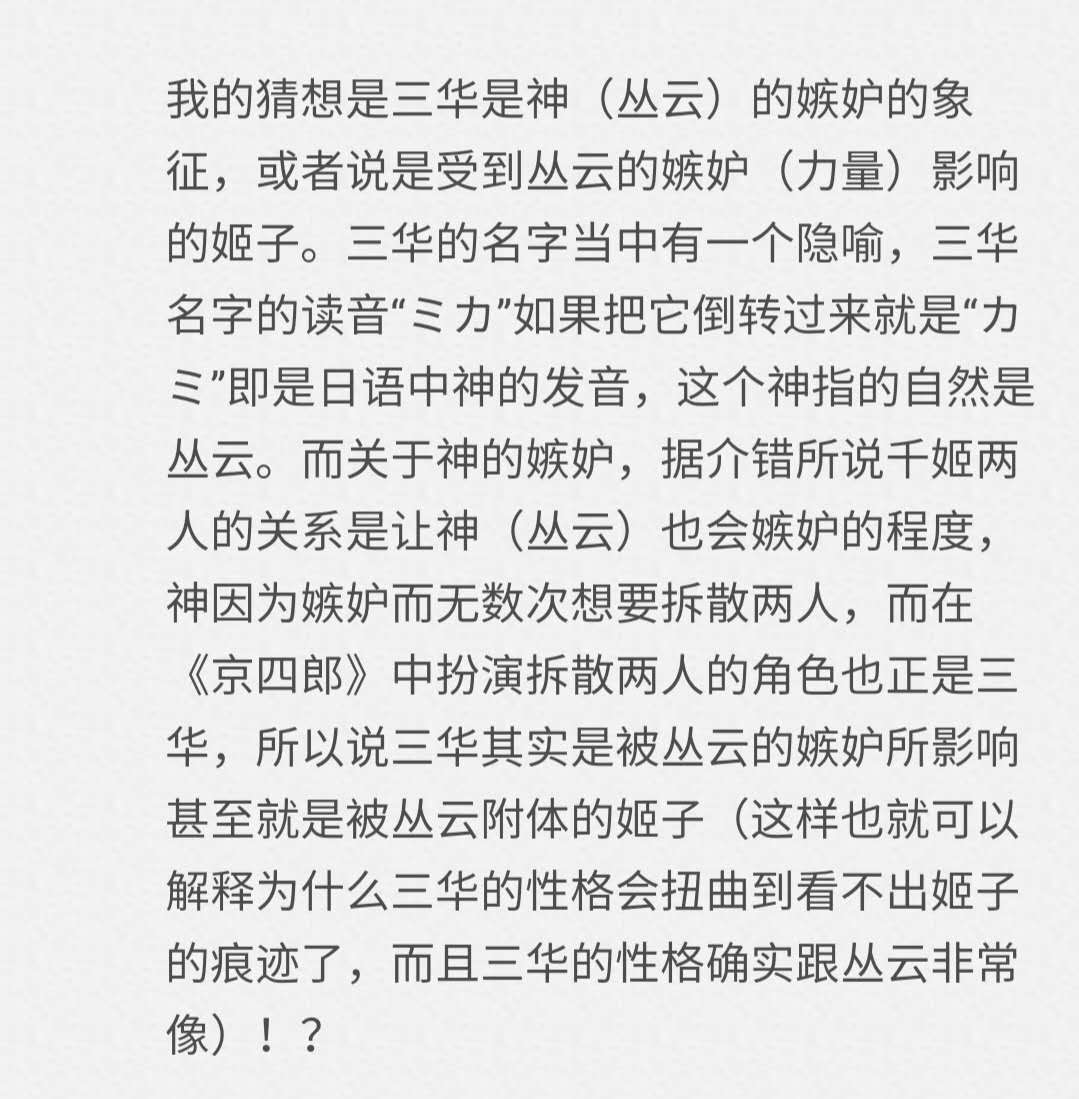 我的猜想是三华是神（丛云）的嫉妒的象
征，或者说是受到丛云的嫉妒（力量）影响
的姬子。三华的名字当中有一个隐喻，三华
名字的读音“ミカ”如果把它倒转过来就是“カ
ミ”即是日语中神的发音，这个神指的自然是
丛云。而关于神的嫉妒，据介错所说千姬两
人的关系是让神（丛云）也会嫉妒的程度，
神因为嫉妒而无数次想要拆散两人，而在
《京四郎》中扮演拆散两人的角色也正是三
华，所以说三华其实是被丛云的嫉妒所影响
甚至就是被丛云附体的姬子（这样也就可以
解释为什么三华的性格会扭曲到看不出姬子
的痕迹了，而且三华的性格确实跟丛云非常
像）！？